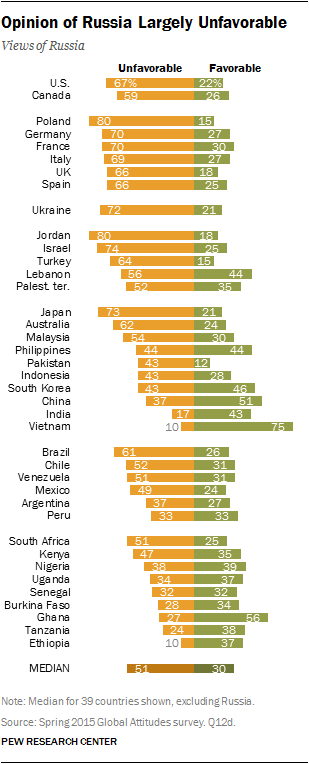 Opinion of Russia Largely Unfavorable
Views of Russia
Unfavorable Favorable
U.S. 67% 22%
Canada 59 26
Poland 80 15
Germany 70 27
France 70 30
Italy 69 27
UK 66 18
Spain 66 25
Ukraine 72 21
Jordan 80 18
Israel 74 25
Turkey 64 15
Lebanon 56 44
Palest. ter. 52 35
Japan 73 21
Australia 62 24
Malaysia 54 30
Philippines 44 44
Pakistan 43 12
Indonesia 43 28
South Korea 43 46
China 37 51
India 17 43
Vietnam 10 75
Brazil 61 26
Chile 52 31
Venezuela 51 31
Mexico 49 24
Argentina 37 27
Peru 33 33
South Africa 51 25
Kenya 47 35
Nigeria 38 39
Uganda 34 37
Senegal 32 32
Burkina Faso 28 34
Ghana 27 56
Tanzania 24 38
Ethiopia 10 37
MEDIAN 51 30
Note: Median for 39 countries shown, excluding Russia.
Source: Spring 2015 Global Attitudes survey. Q12d.
PEW RESEARCH CENTER